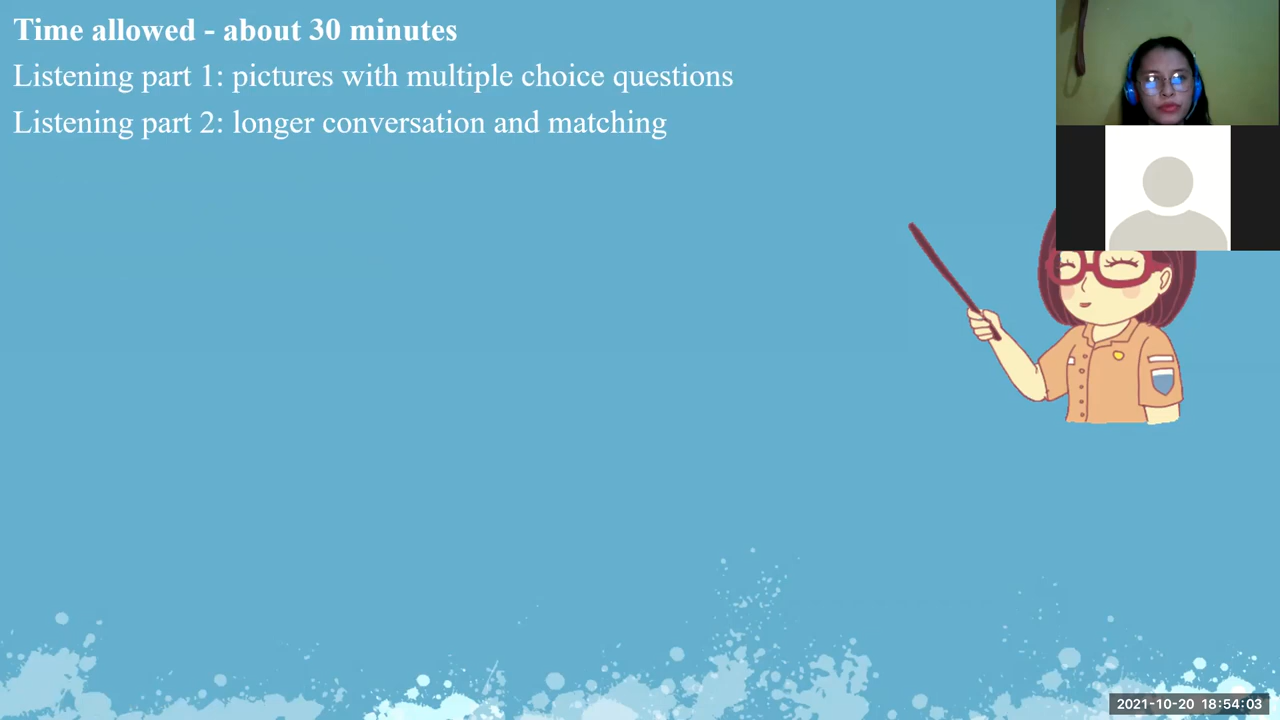 Time allowed - about 30 minutes
Listening part 1: pictures with multiple choice questions
Listening part 2: longer conversation and matching
2021-10-20 18:54:03